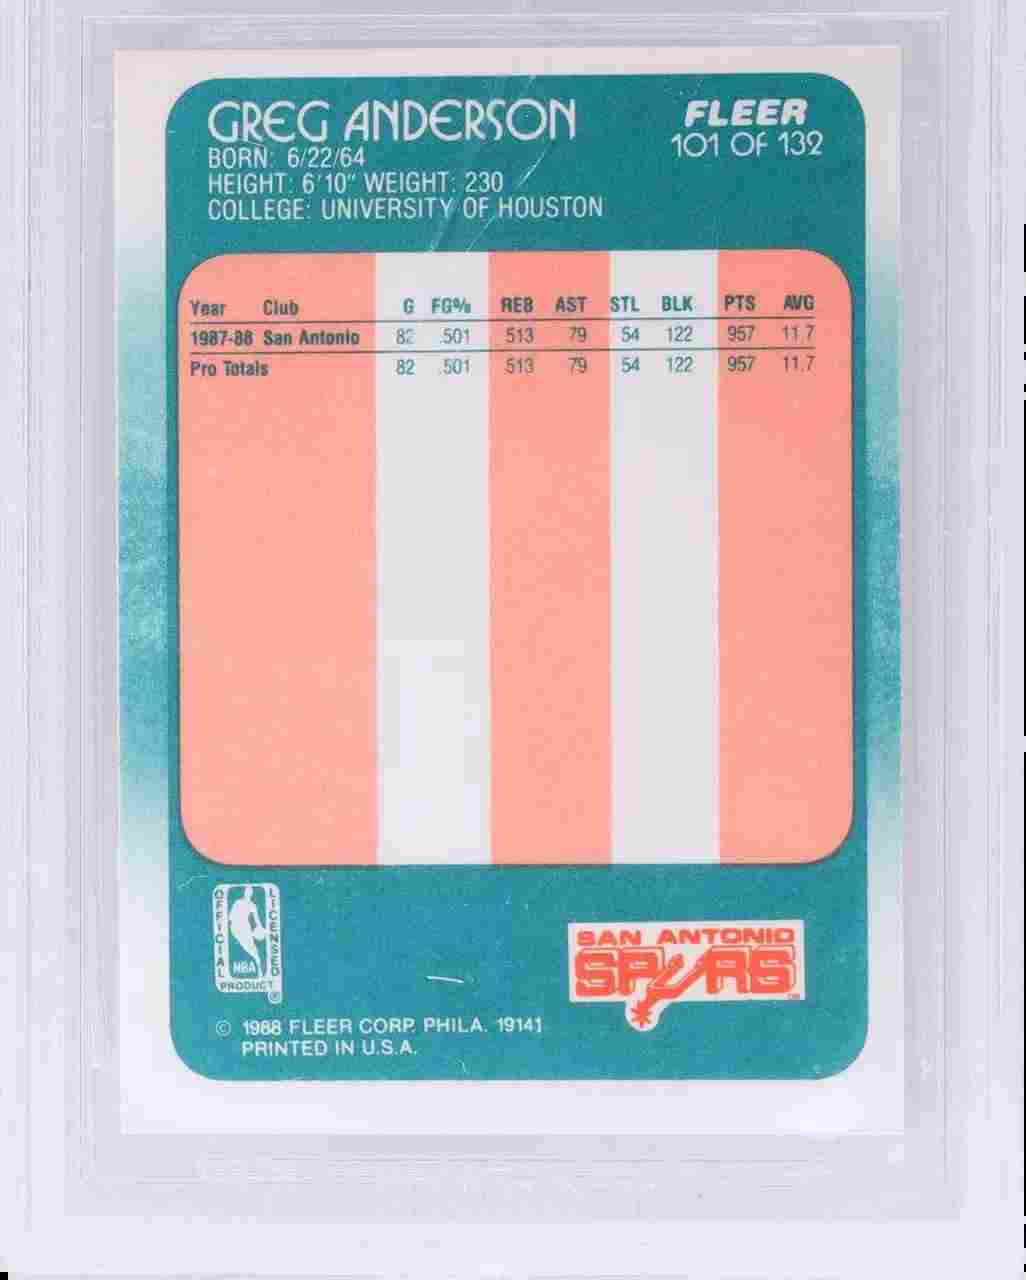 GREG ANDERSON
BORN: 6/22/64
HEIGHT: 6'10" WEIGHT: 230
COLLEGE: UNIVERSITY OF HOUSTON
FLEER
101 OF 132
Year Club G FG% REB AST STL BLK PTS AVG
1987-88 San Antonio 82 .501 513 79 54 122 957 11.7
Pro Totals 82 .501 513 79 54 122 957 11.7
OFFICIAL LICENSED
NBA
PRODUCT ®
SAN ANTONIO
SPURS
TM
© 1988 FLEER CORP. PHILA. 19141
PRINTED IN U.S.A.